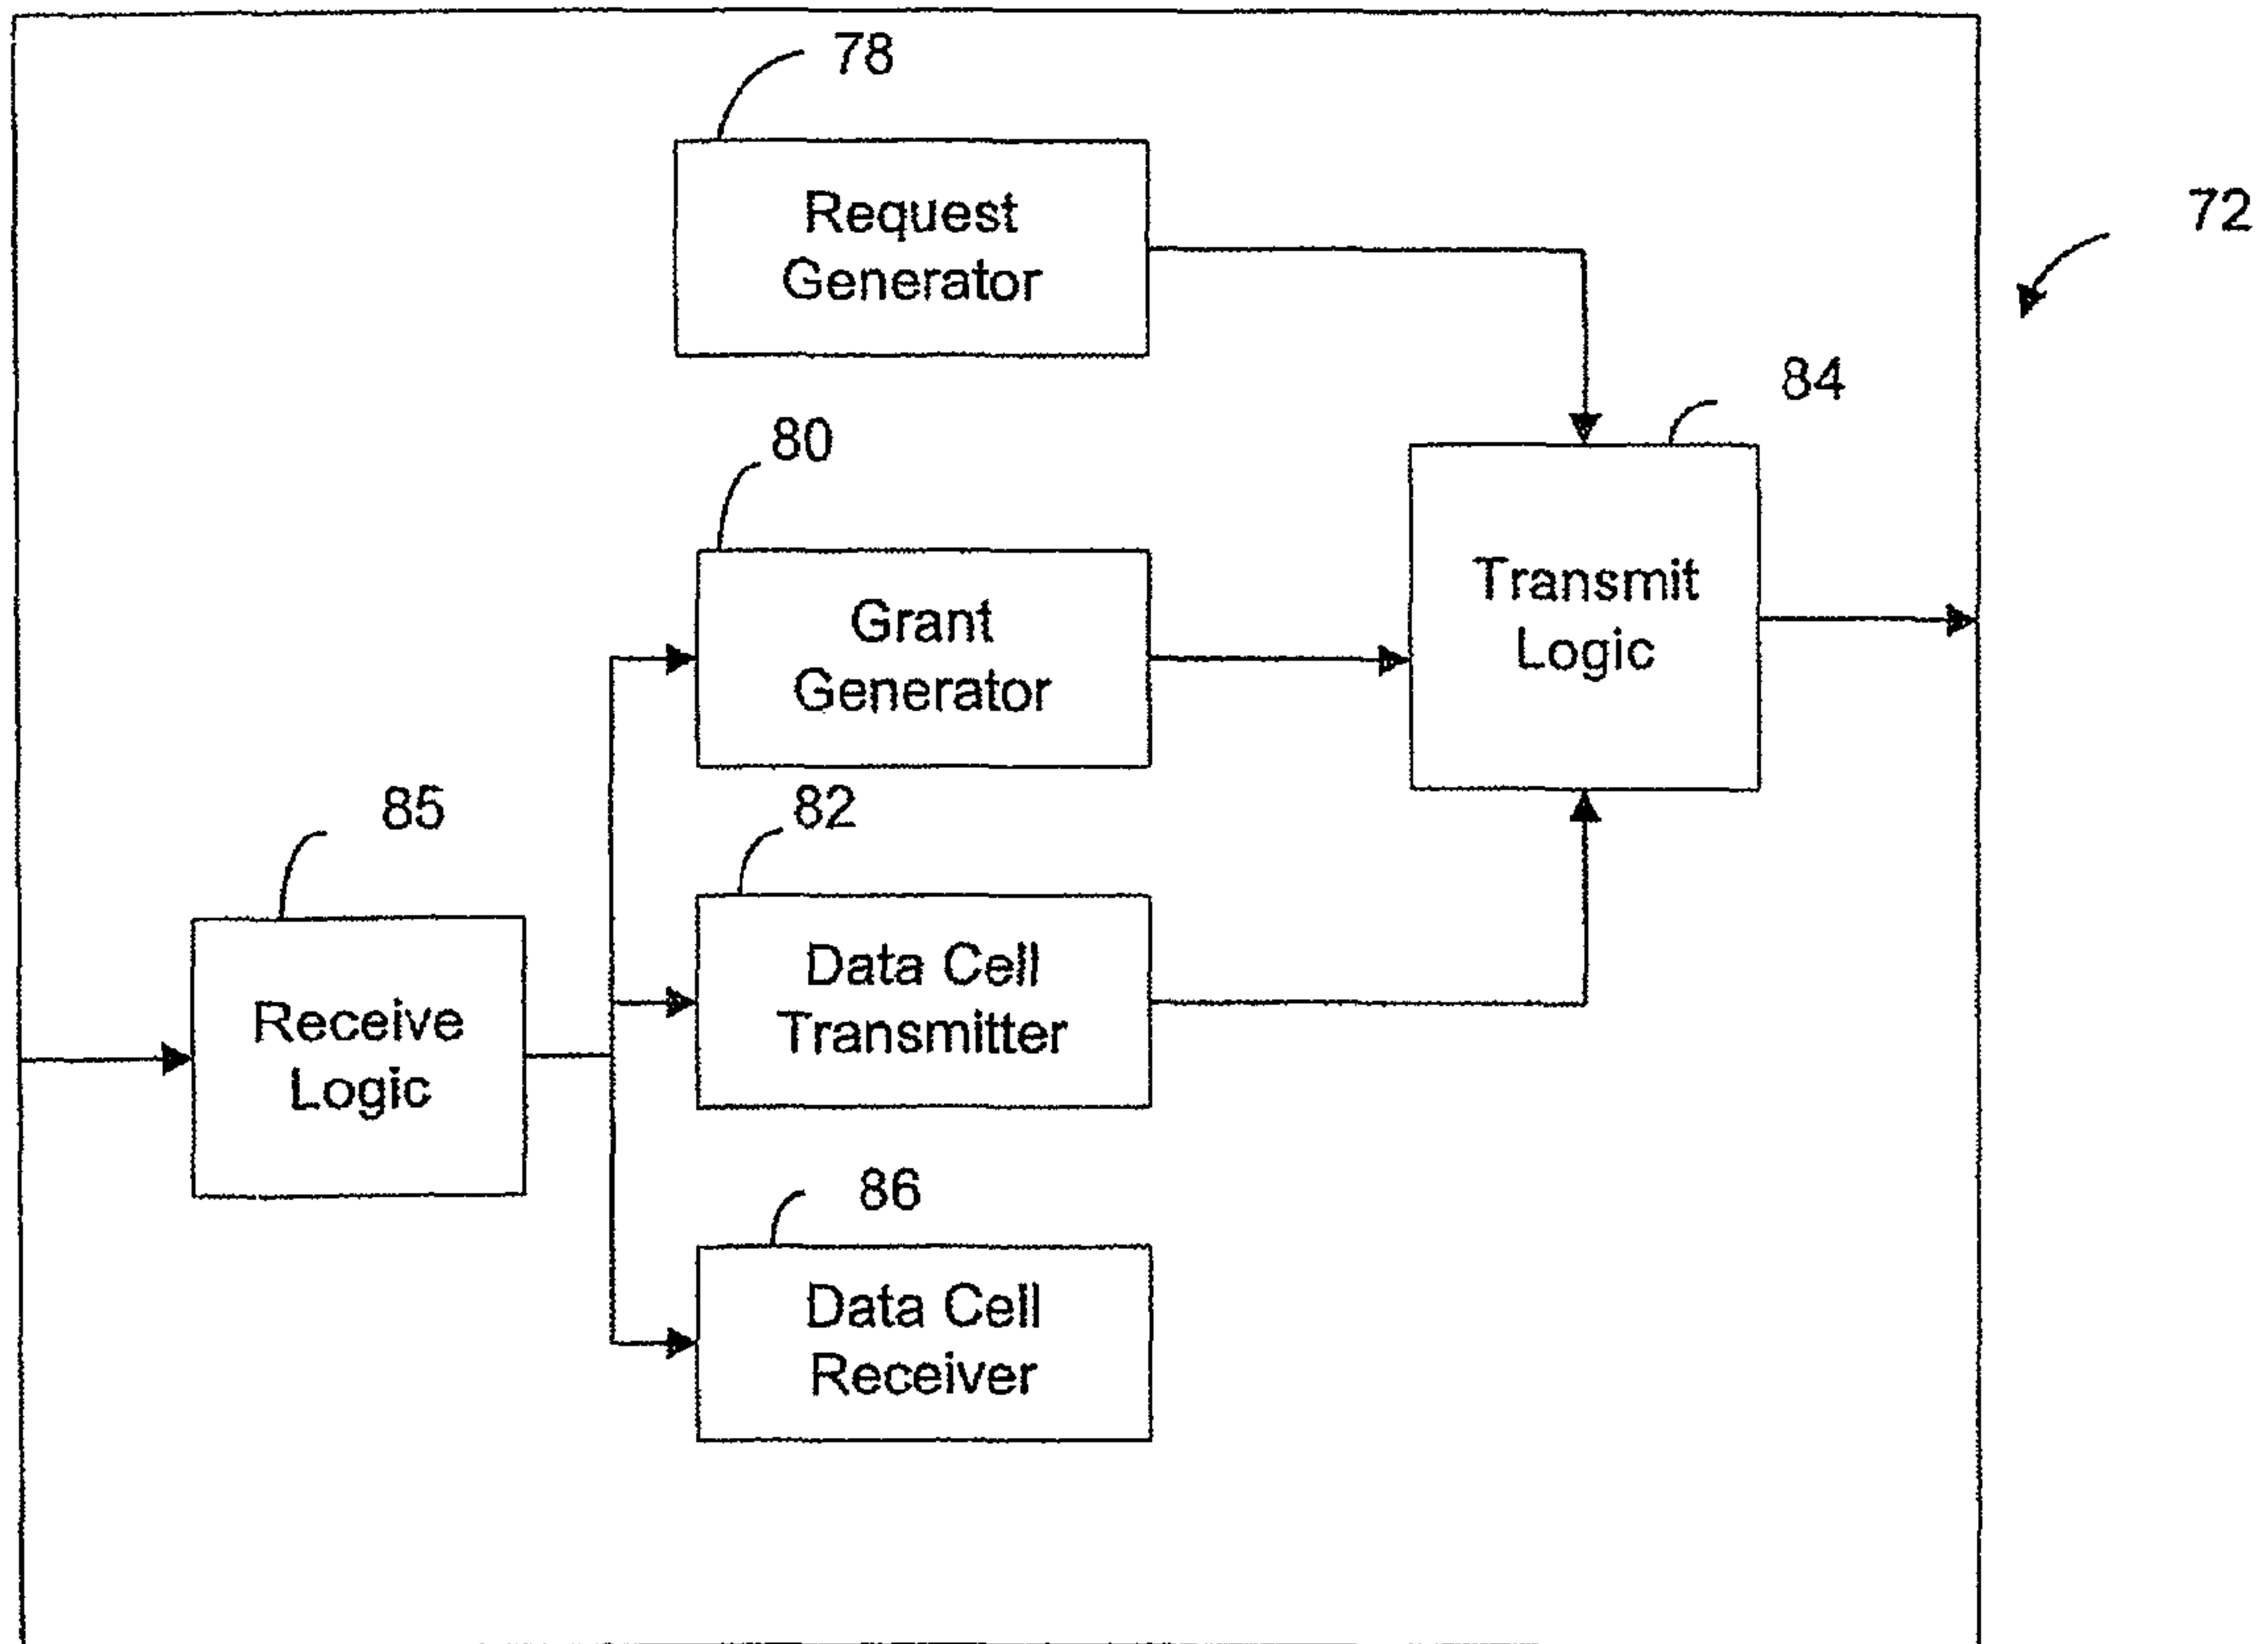 78
Request
Generator
72
84
80
Grant
Generator
Transmit
Logic
85
82
Receive
Logic
Data Cell
Transmitter
86
Data Cell
Receiver